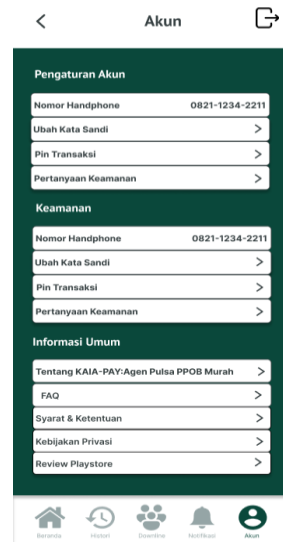 Akun
Pengaturan Akun
Nomor Handphone 0821-1234-2211
Ubah Kata Sandi
Pin Transaksi
Pertanyaan Keamanan
Keamanan
Nomor Handphone 0821-1234-2211
Ubah Kata Sandi
Pin Transaksi
Pertanyaan Keamanan
Informasi Umum
Tentang KAIA-PAY:Agen Pulsa PPOB Murah
FAQ
Syarat & Ketentuan
Kebijakan Privasi
Review Playstore
Beranda Histori Downline Notifikasi Akun